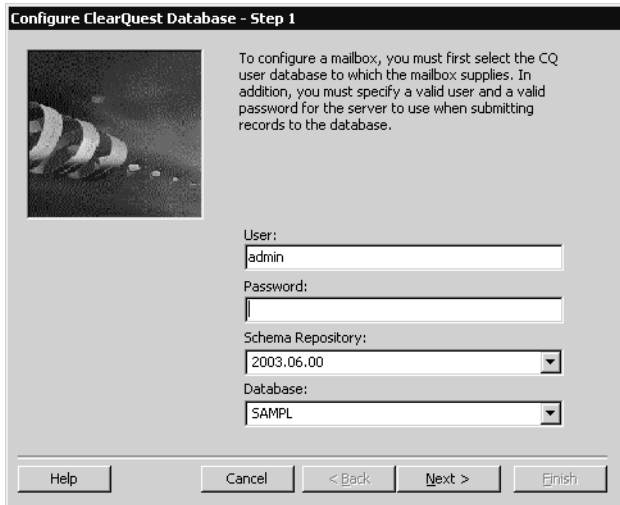 Configure ClearQuest Database - Step 1
To configure a mailbox, you must first select the CQ
user database to which the mailbox supplies. In
addition, you must specify a valid user and a valid
password for the server to use when submitting
records to the database.
User:
admin
Password:
Schema Repository:
2003.06.00
Database:
SAMPL
Help Cancel < Back Next > Finish